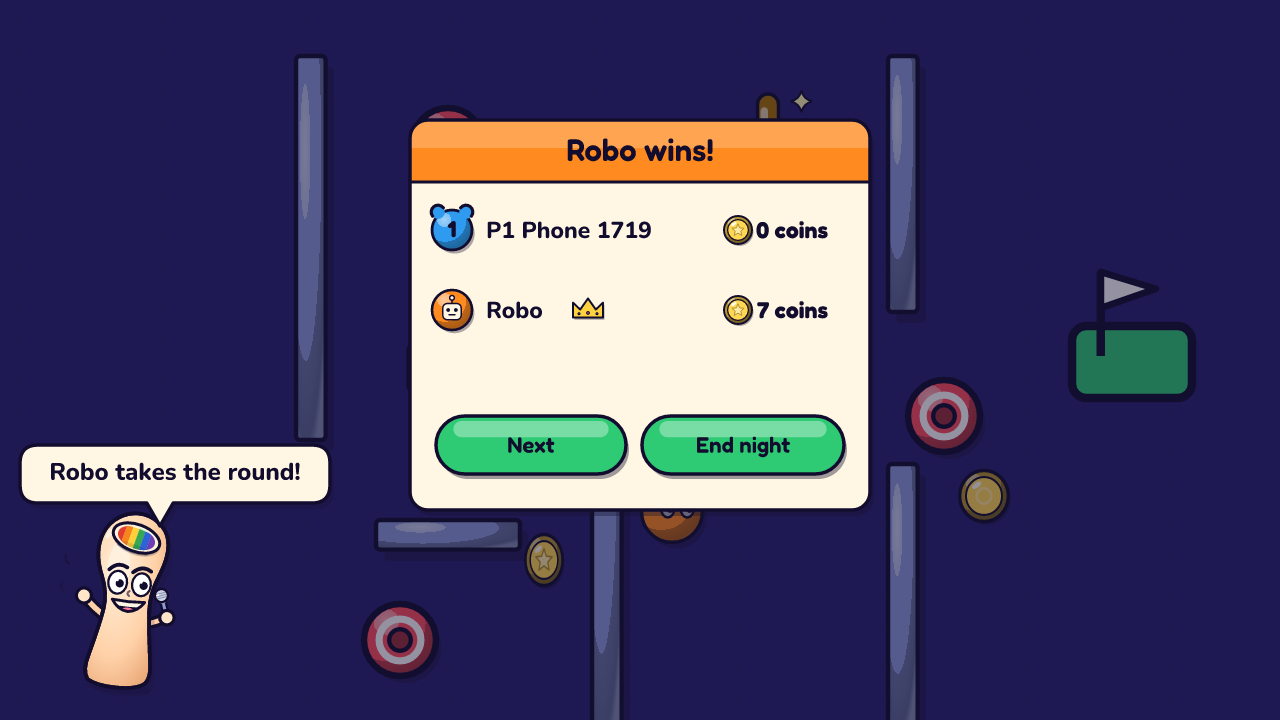 Robo wins!
1 P1 Phone 1719 0 coins
Robo 7 coins
Next End night
Robo takes the round!